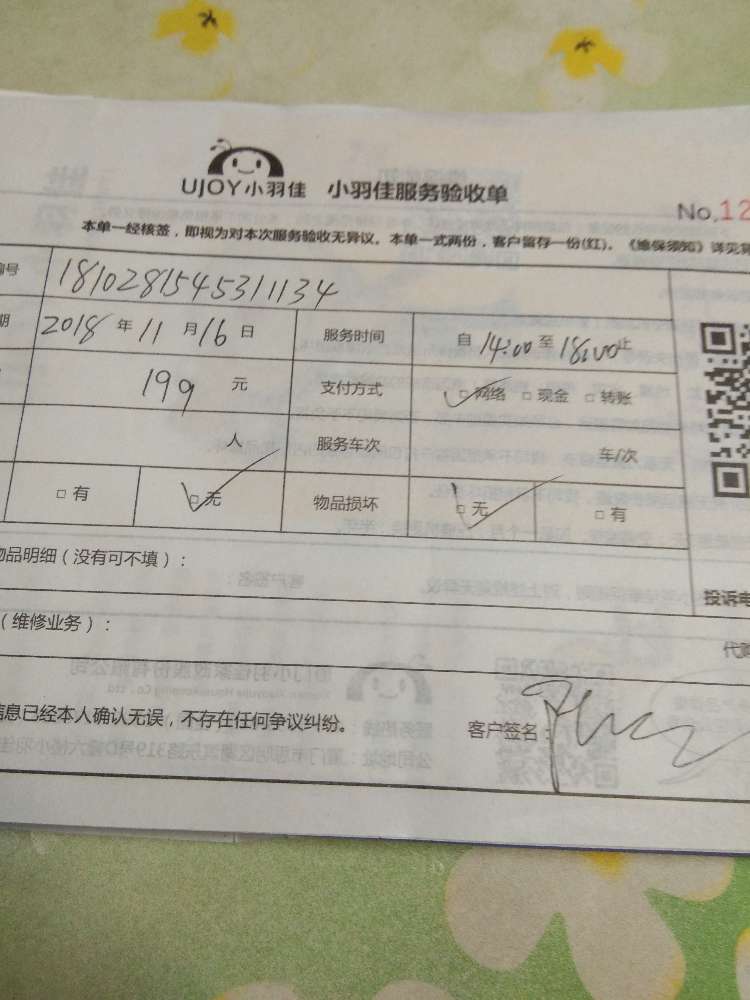 UJOY小羽佳 小羽佳服务验收单
No,12
本单一经核签，即视为对本次服务验收无异议。本单一式两份，客户留存一份(红)。《维保须知》详见背
编号 1810281545311134
期 2018 年 11 月 16 日 服务时间 自 14:00 至 18:00 止
199 元 支付方式 □网络 □现金 □转账
人 服务车次 车/次
□有 □无 物品损坏 □无 □有
物品明细（没有可不填）：
投诉电
（维修业务）：
代购
信息已经本人确认无误，不存在任何争议纠纷。 客户签名：